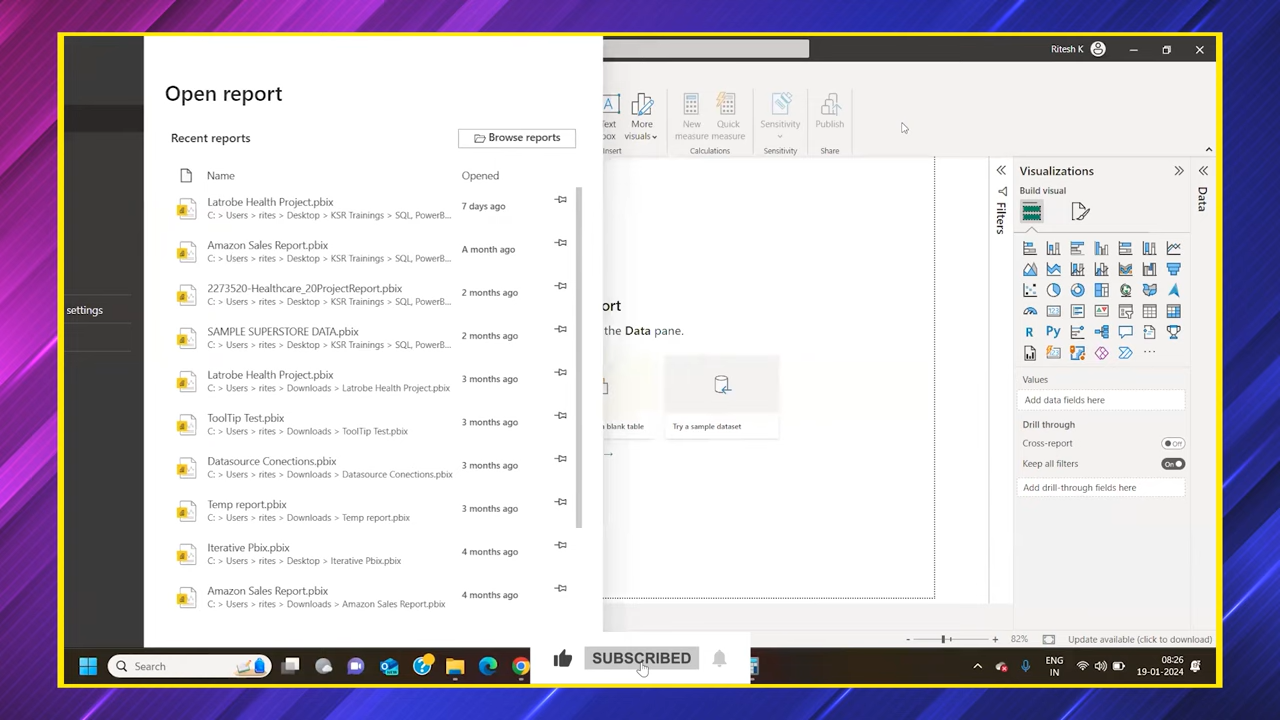 Ritesh K
Open report
Recent reports
Browse reports
Name
Opened
Latrobe Health Project.pbix
C: > Users > rites > Desktop > KSR Trainings > SQL, PowerB...
7 days ago
Amazon Sales Report.pbix
C: > Users > rites > Desktop > KSR Trainings > SQL, PowerB...
A month ago
2273520-Healthcare_20ProjectReport.pbix
C: > Users > rites > Desktop > KSR Trainings > SQL, PowerB...
2 months ago
SAMPLE SUPERSTORE DATA.pbix
C: > Users > rites > Desktop > KSR Trainings > SQL, PowerB...
2 months ago
Latrobe Health Project.pbix
C: > Users > rites > Downloads > Latrobe Health Project.pbix
3 months ago
ToolTip Test.pbix
C: > Users > rites > Downloads > ToolTip Test.pbix
3 months ago
Datasource Conections.pbix
C: > Users > rites > Downloads > Datasource Conections.pbix
3 months ago
Temp report.pbix
C: > Users > rites > Downloads > Temp report.pbix
3 months ago
Iterative Pbix.pbix
C: > Users > rites > Desktop > Iterative Pbix.pbix
4 months ago
Amazon Sales Report.pbix
C: > Users > rites > Downloads > Amazon Sales Report.pbix
4 months ago
settings
More
visuals
New
measure
Quick
measure
Sensitivity
Publish
Calculations
Sensitivity
Share
the Data pane.
blank table
Try a sample dataset
Filters
Visualizations
Build visual
R
Py
Values
Add data fields here
Drill through
Cross-report
Off
Keep all filters
On
Add drill-through fields here
Data
82%
Update available (click to download)
Search
SUBSCRIBED
ENG
IN
08:26
19-01-2024